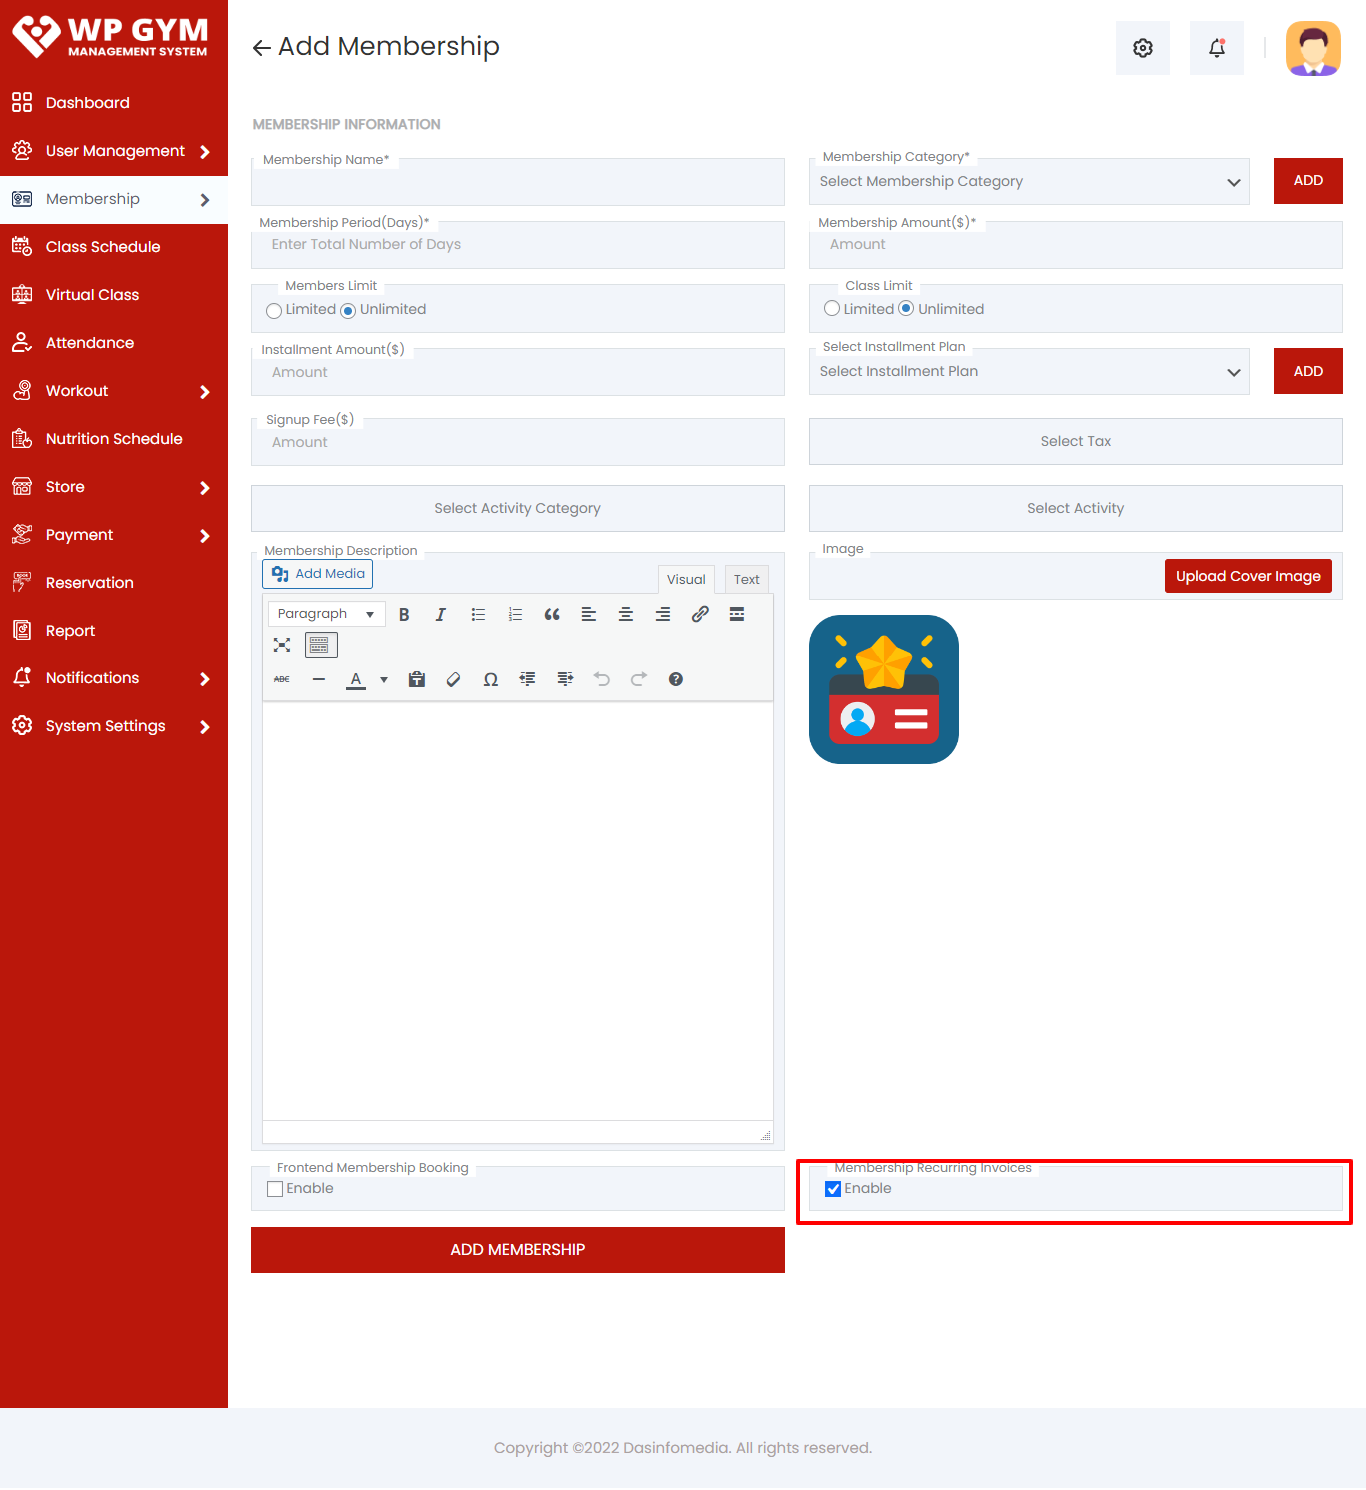 WP GYM
MANAGEMENT SYSTEM
Dashboard
User Management
Membership
Class Schedule
Virtual Class
Attendance
Workout
Nutrition Schedule
Store
Payment
Reservation
Report
Notifications
System Settings
Add Membership
MEMBERSHIP INFORMATION
Membership Name*
Membership Category*
Select Membership Category
ADD
Membership Period(Days)*
Enter Total Number of Days
Membership Amount($)*
Amount
Members Limit
Limited Unlimited
Class Limit
Limited Unlimited
Installment Amount($)
Amount
Select Installment Plan
Select Installment Plan
ADD
Signup Fee($)
Amount
Select Tax
Select Activity Category
Select Activity
Membership Description
Add Media
Visual Text
Paragraph
B I
ABC
A Ω
Image
Upload Cover Image
Frontend Membership Booking
Enable
Membership Recurring Invoices
Enable
ADD MEMBERSHIP
Copyright ©2022 Dasinfomedia. All rights reserved.